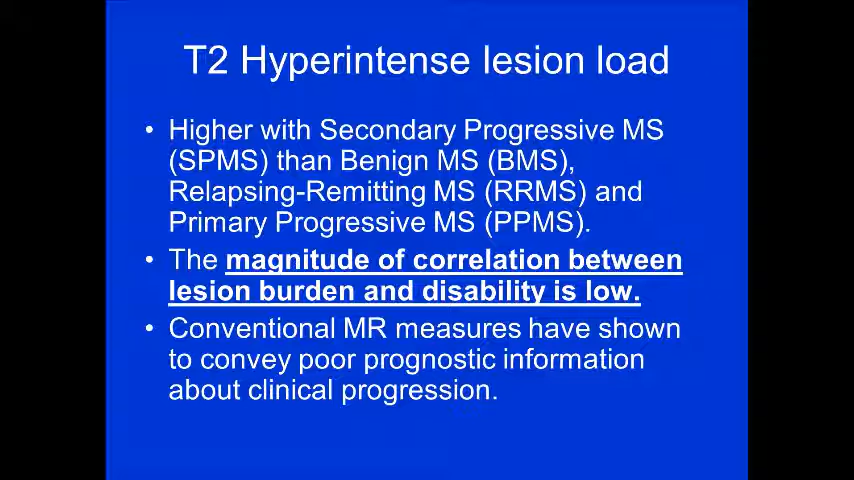 T2 Hyperintense lesion load
• Higher with Secondary Progressive MS
(SPMS) than Benign MS (BMS),
Relapsing-Remitting MS (RRMS) and
Primary Progressive MS (PPMS).
• The magnitude of correlation between
lesion burden and disability is low.
• Conventional MR measures have shown
to convey poor prognostic information
about clinical progression.